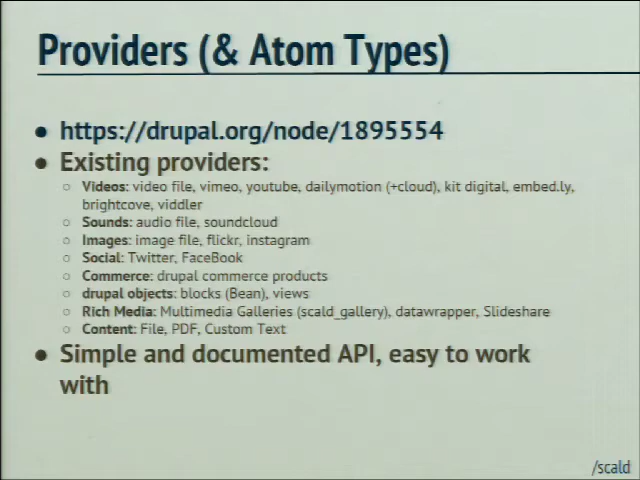 Providers (& Atom Types)
● https://drupal.org/node/1895554
● Existing providers:
○ Videos: video file, vimeo, youtube, dailymotion (+cloud), kit digital, embed.ly,
brightcove, viddler
○ Sounds: audio file, soundcloud
○ Images: image file, flickr, instagram
○ Social: Twitter, FaceBook
○ Commerce: drupal commerce products
○ drupal objects: blocks (Bean), views
○ Rich Media: Multimedia Galleries (scald_gallery), datawrapper, Slideshare
○ Content: File, PDF, Custom Text
● Simple and documented API, easy to work
with
/scald